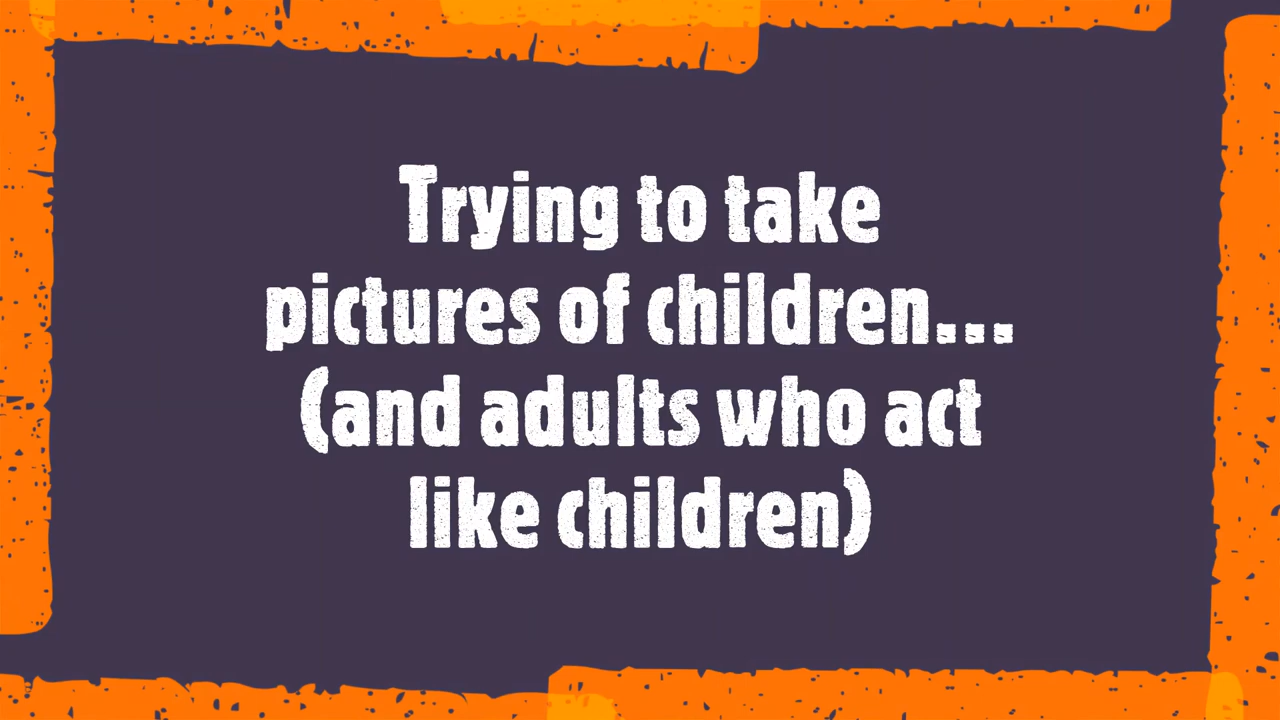 Trying to take
pictures of children...
(and adults who act
like children)